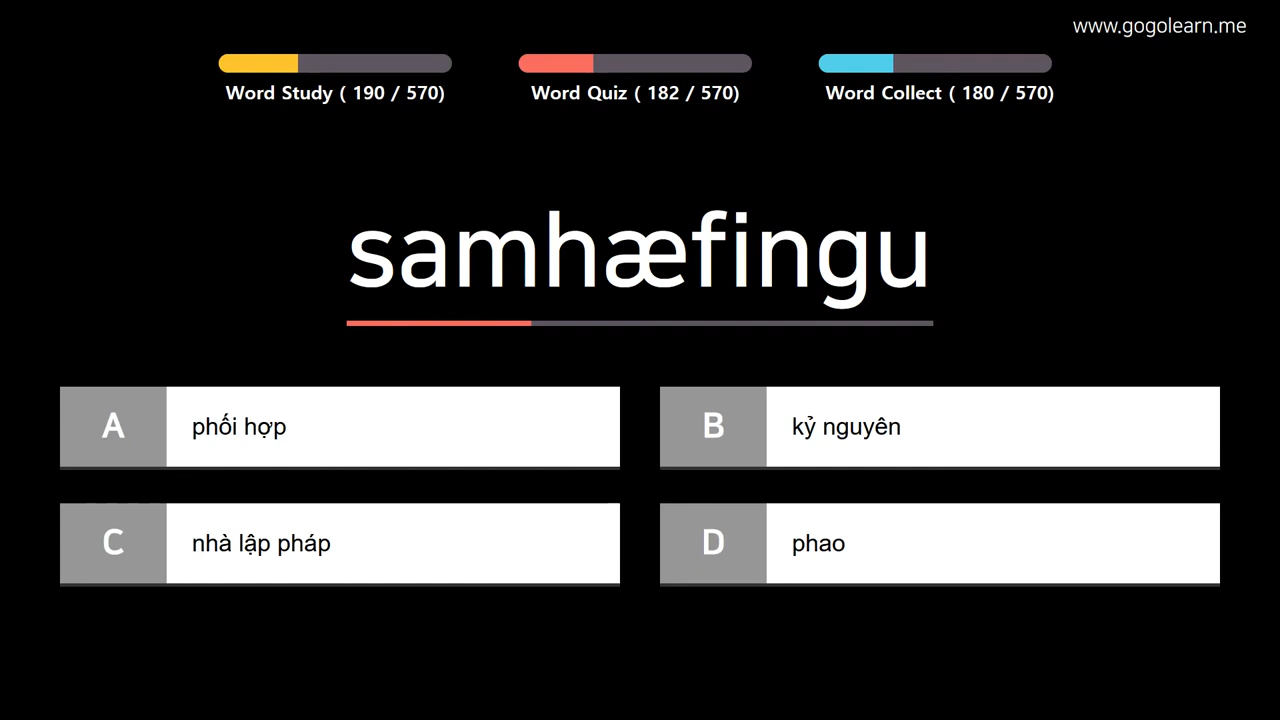 www.gogolearn.me
Word Study ( 190 / 570)
Word Quiz ( 182 / 570)
Word Collect ( 180 / 570)
samhæfingu
A
phối hợp
B
kỷ nguyên
C
nhà lập pháp
D
phao